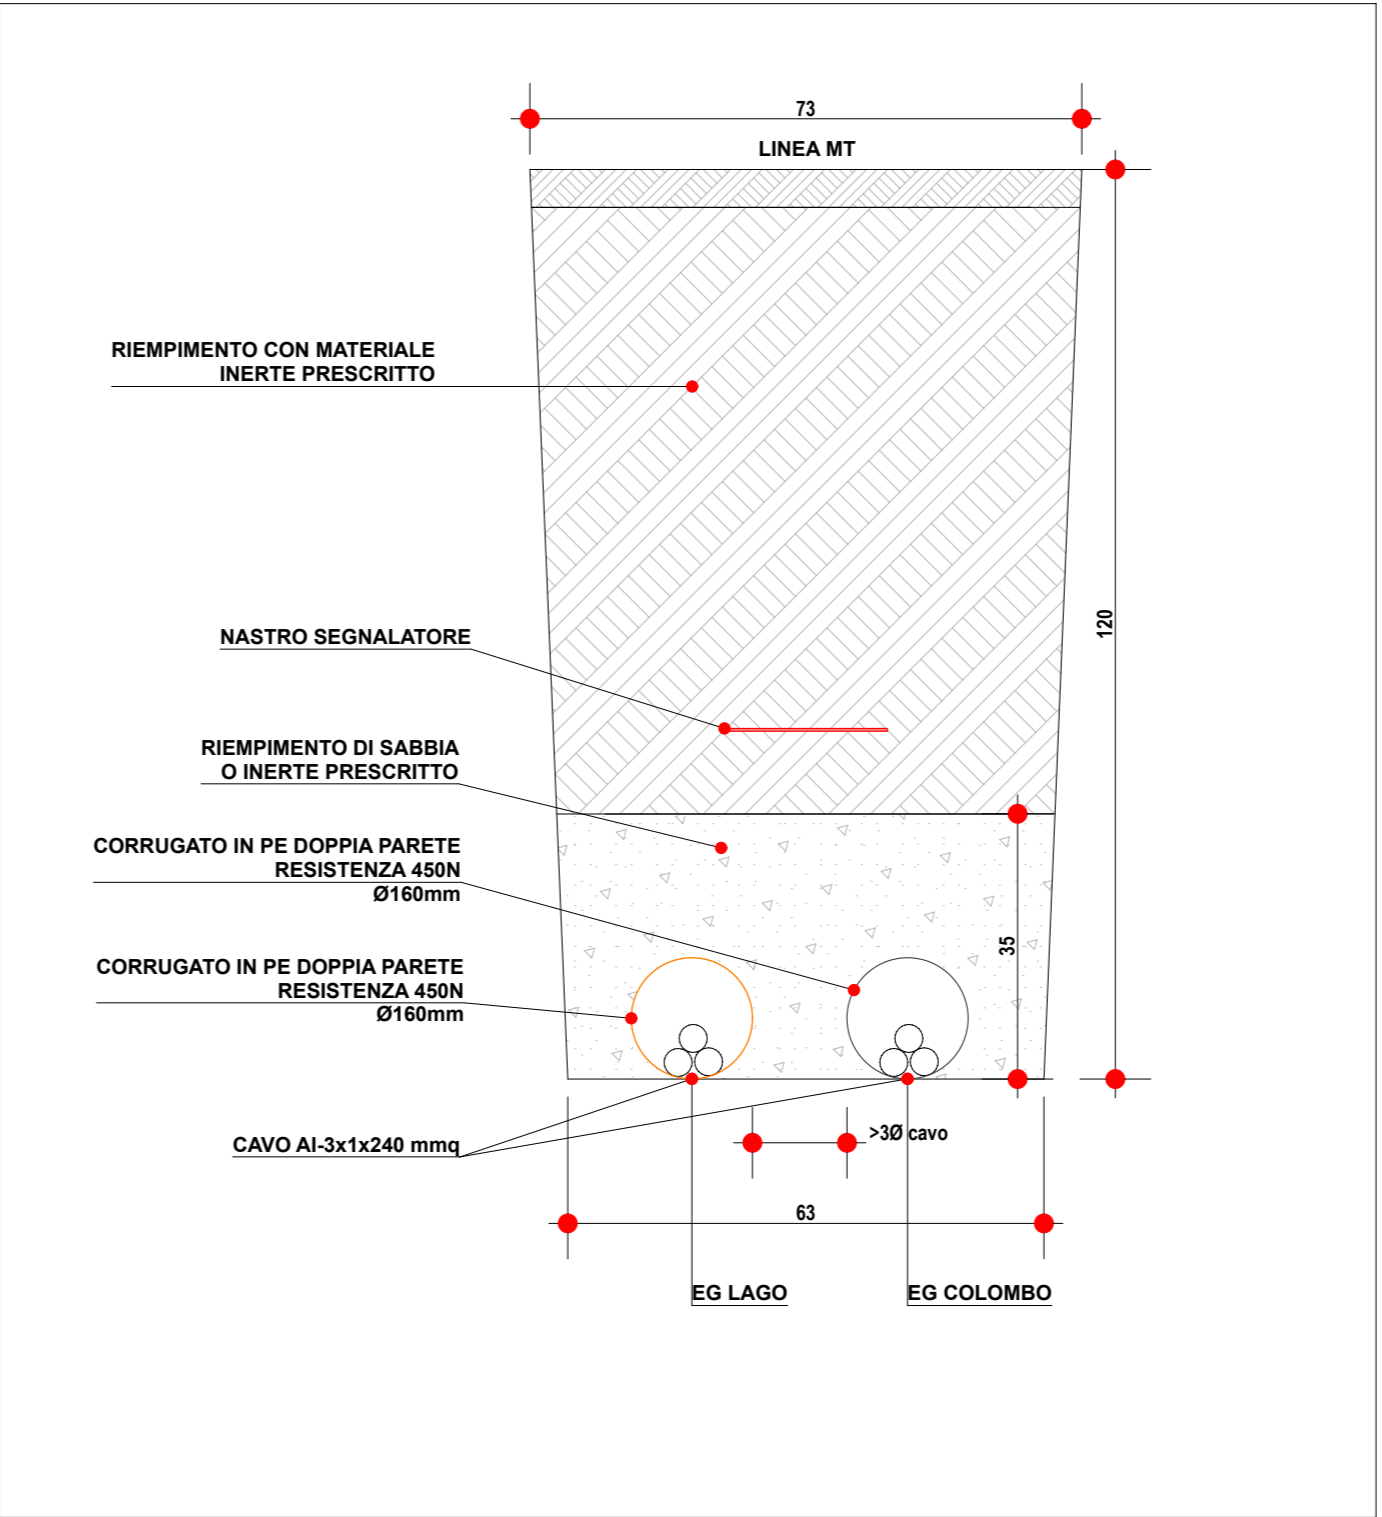 73
LINEA MT
RIEMPIMENTO CON MATERIALE
INERTE PRESCRITTO
120
NASTRO SEGNALATORE
RIEMPIMENTO DI SABBIA
O INERTE PRESCRITTO
CORRUGATO IN PE DOPPIA PARETE
RESISTENZA 450N
Ø160mm
35
CORRUGATO IN PE DOPPIA PARETE
RESISTENZA 450N
Ø160mm
>3Ø cavo
CAVO Al-3x1x240 mmq
63
EG LAGO
EG COLOMBO